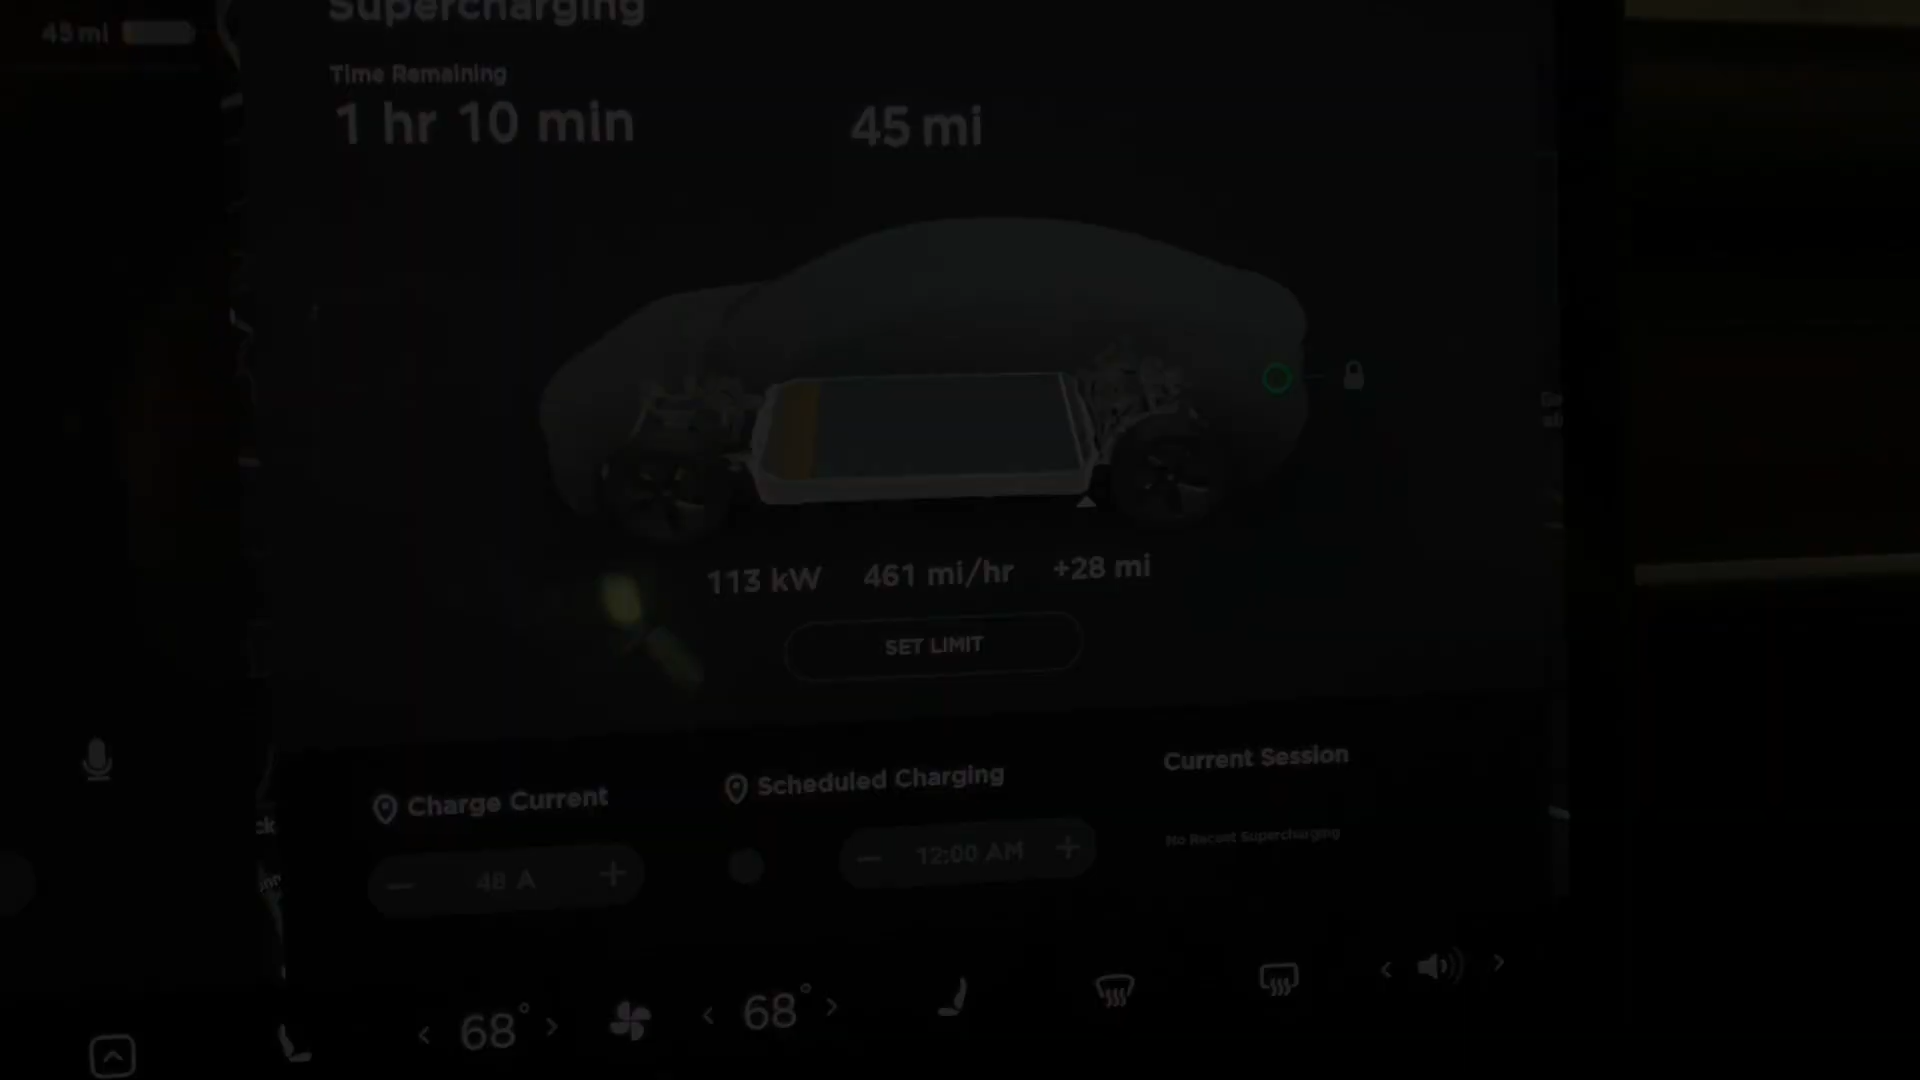 45 mi
Supercharging
Time Remaining
1 hr 10 min
45 mi
113 kW 461 mi/hr +28 mi
SET LIMIT
Charge Current
48 A
Scheduled Charging
12:00 AM
Current Session
No Recent Supercharging
68°
68°